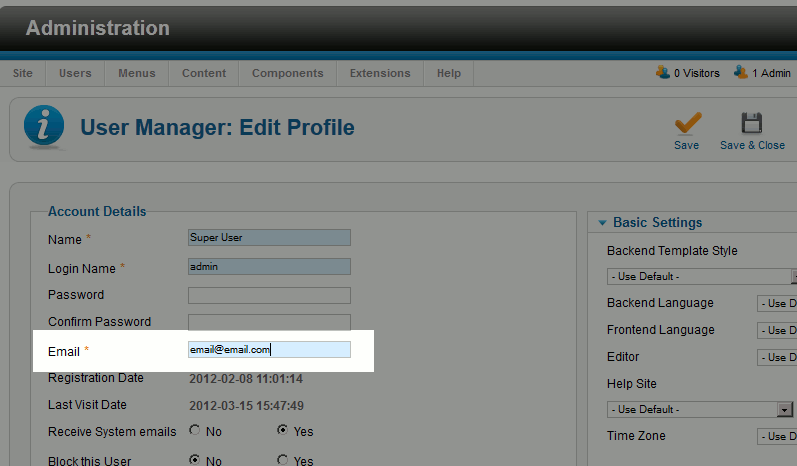 Administration
Site Users Menus Content Components Extensions Help 0 Visitors 1 Admin
User Manager: Edit Profile
Save Save & Close
Account Details
Name * Super User
Login Name * admin
Password
Confirm Password
Email * email@email.com
Registration Date 2012-02-08 11:01:14
Last Visit Date 2012-03-15 15:47:49
Receive System emails No Yes
Block this User No Yes
Basic Settings
Backend Template Style
- Use Default -
Backend Language - Use D
Frontend Language - Use D
Editor - Use D
Help Site
- Use Default -
Time Zone - Use D